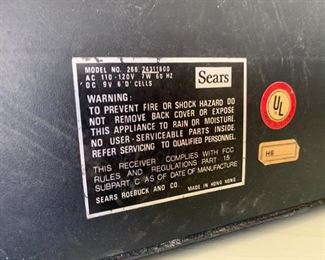 MODEL NO. 266.24311600
AC 110-120V 7W 60 HZ
DC 9V 6"D" CELLS
Sears
WARNING:
TO PREVENT FIRE OR SHOCK HAZARD DO
NOT REMOVE BACK COVER OR EXPOSE
THIS APPLIANCE TO RAIN OR MOISTURE.
NO USER-SERVICEABLE PARTS INSIDE.
REFER SERVICING TO QUALIFIED PERSONNEL.
THIS RECEIVER COMPLIES WITH FCC
RULES AND REGULATIONS PART 15
SUBPART C AS OF DATE OF MANUFACTURE
SEARS ROEBUCK AND CO. MADE IN HONG KONG
UL
H6